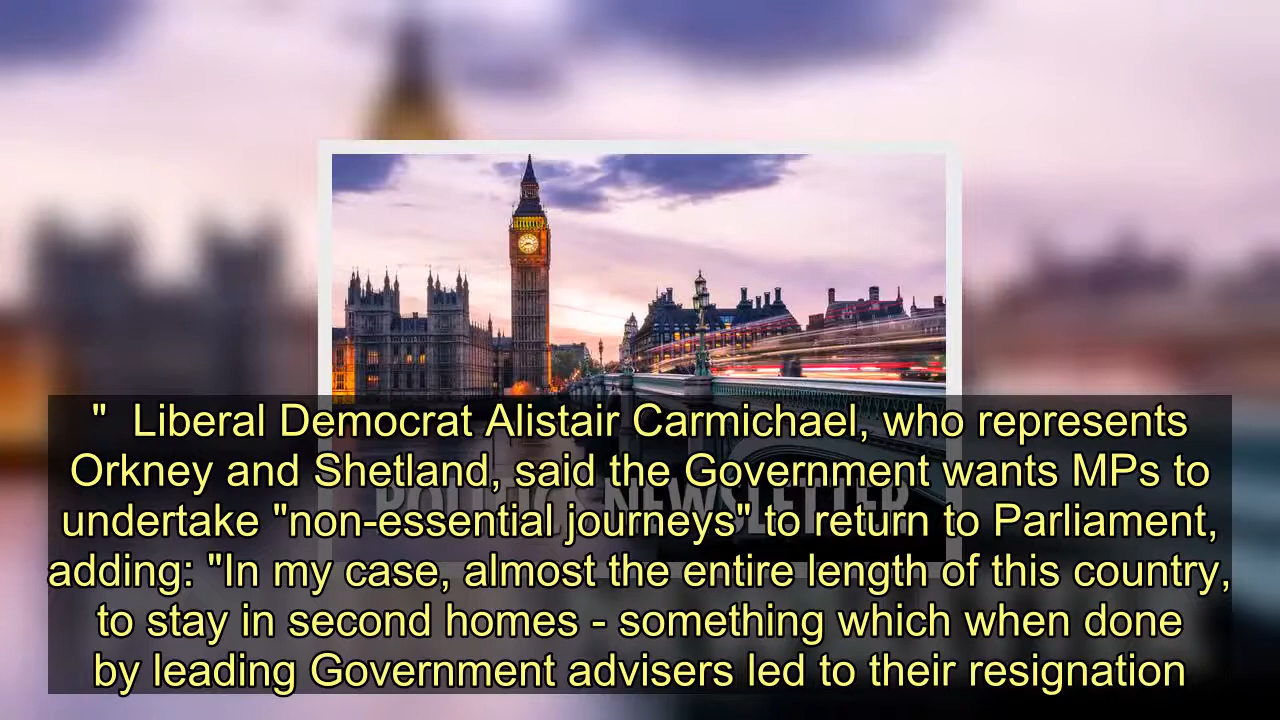 "  Liberal Democrat Alistair Carmichael, who represents
Orkney and Shetland, said the Government wants MPs to
undertake "non-essential journeys" to return to Parliament,
adding: "In my case, almost the entire length of this country,
to stay in second homes - something which when done
by leading Government advisers led to their resignation
POLITICS NEWSLETTER